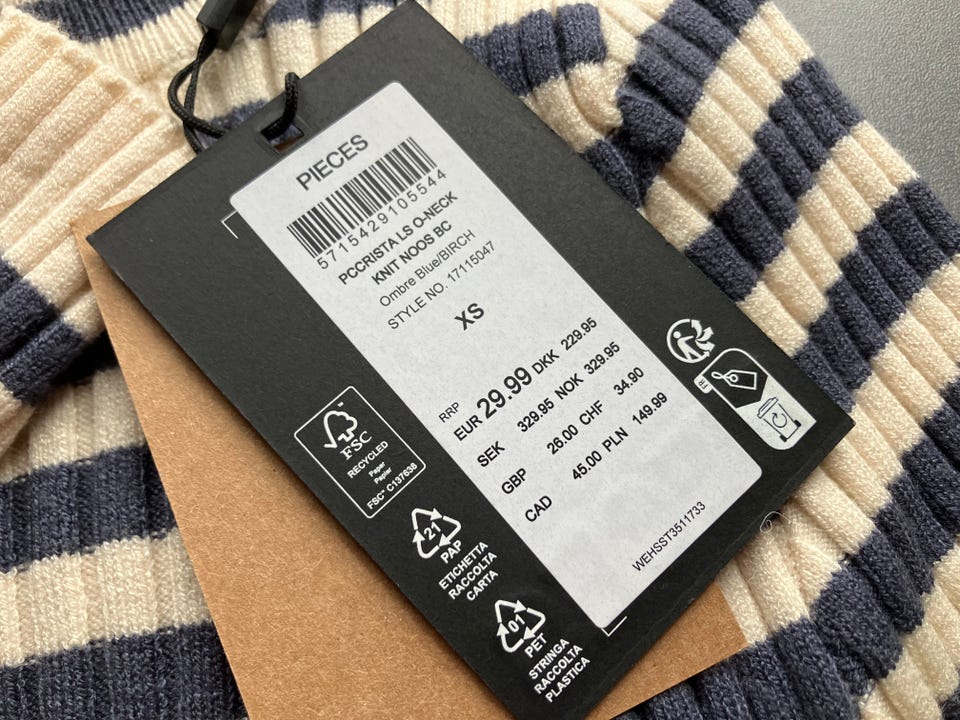 PIECES
5715429105544
PCCRISTA LS O-NECK
KNIT NOOS BC
Ombre Blue/BIRCH
STYLE NO. 17115047
XS
RRP
EUR 29.99 DKK 229.95
SEK 329.95 NOK 329.95
GBP 26.00 CHF 34.90
CAD 45.00 PLN 149.99
WEHSST3511733
FSC
RECYCLED
Paper
Papier
FSC™ C137638
21
PAP
ETICHETTA
RACCOLTA
CARTA
01
PET
STRINGA
RACCOLTA
PLASTICA
FR